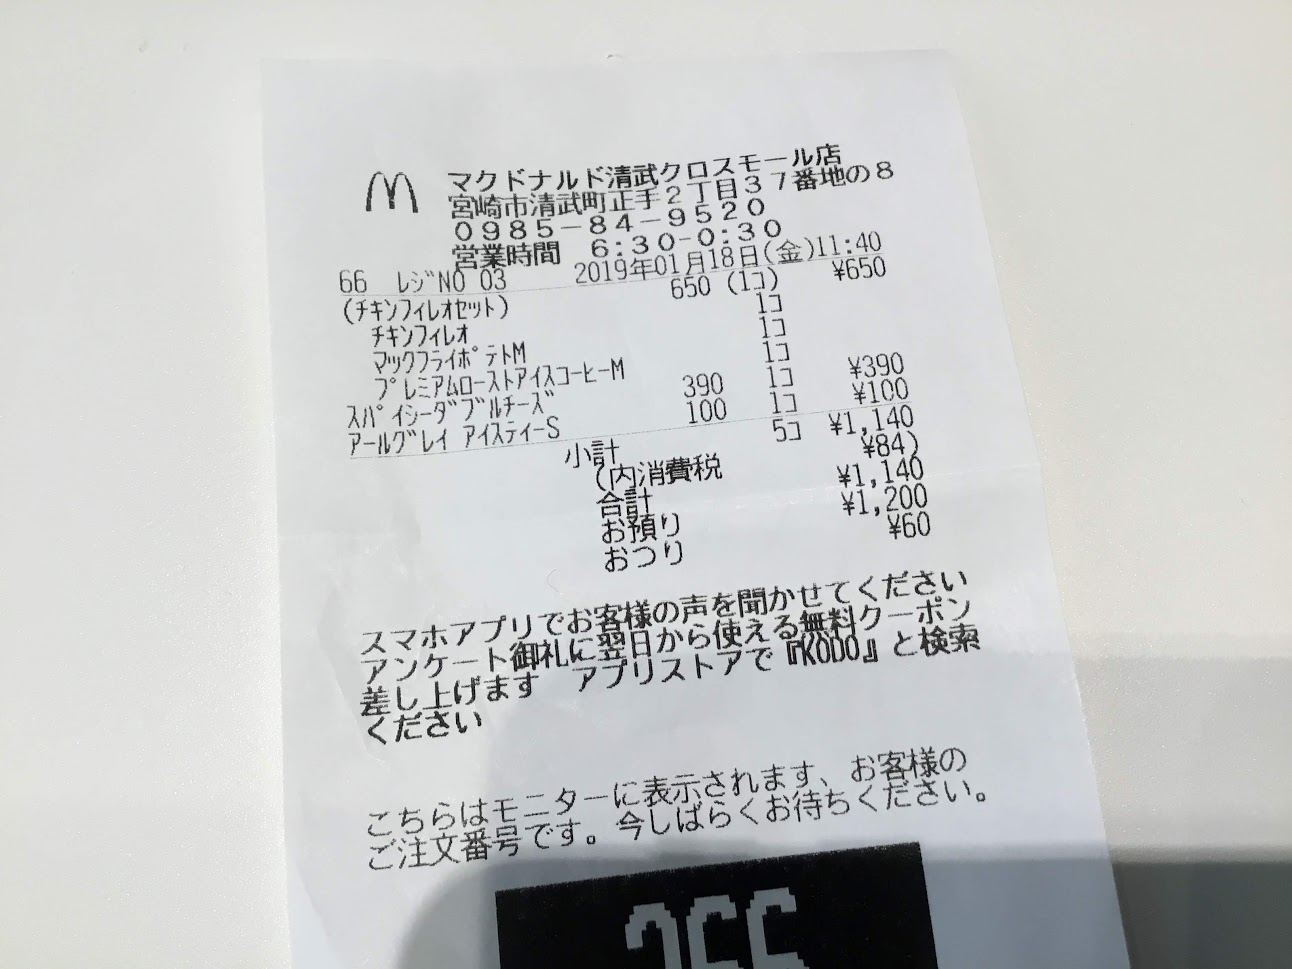 マクドナルド清武クロスモール店
宮崎市清武町正手2丁目37番地の8
0985-84-9520
営業時間 6:30-0:30
66 ﾚｼﾞNO 03 2019年01月18日(金)11:40
(ﾁｷﾝﾌｨﾚｵｾｯﾄ) 650 (1ｺ) ¥650
ﾁｷﾝﾌｨﾚｵ 1ｺ
ﾏｯｸﾌﾗｲﾎﾟﾃﾄM 1ｺ
ﾌﾟﾚﾐｱﾑﾛｰｽﾄｱｲｽｺｰﾋｰM 1ｺ
ｽﾊﾟｲｼｰﾀﾞﾌﾞﾙﾁｰｽﾞ 390 1ｺ ¥390
ｱｰﾙｸﾞﾚｲ ｱｲｽﾃｨｰS 100 1ｺ ¥100
小計 5ｺ ¥1,140
(内消費税 ¥84)
合計 ¥1,140
お預り ¥1,200
おつり ¥60
スマホアプリでお客様の声を聞かせてください
アンケート御礼に翌日から使える無料クーポン
差し上げます アプリストアで『KODO』と検索
ください
こちらはモニターに表示されます、お客様の
ご注文番号です。今しばらくお待ちください。